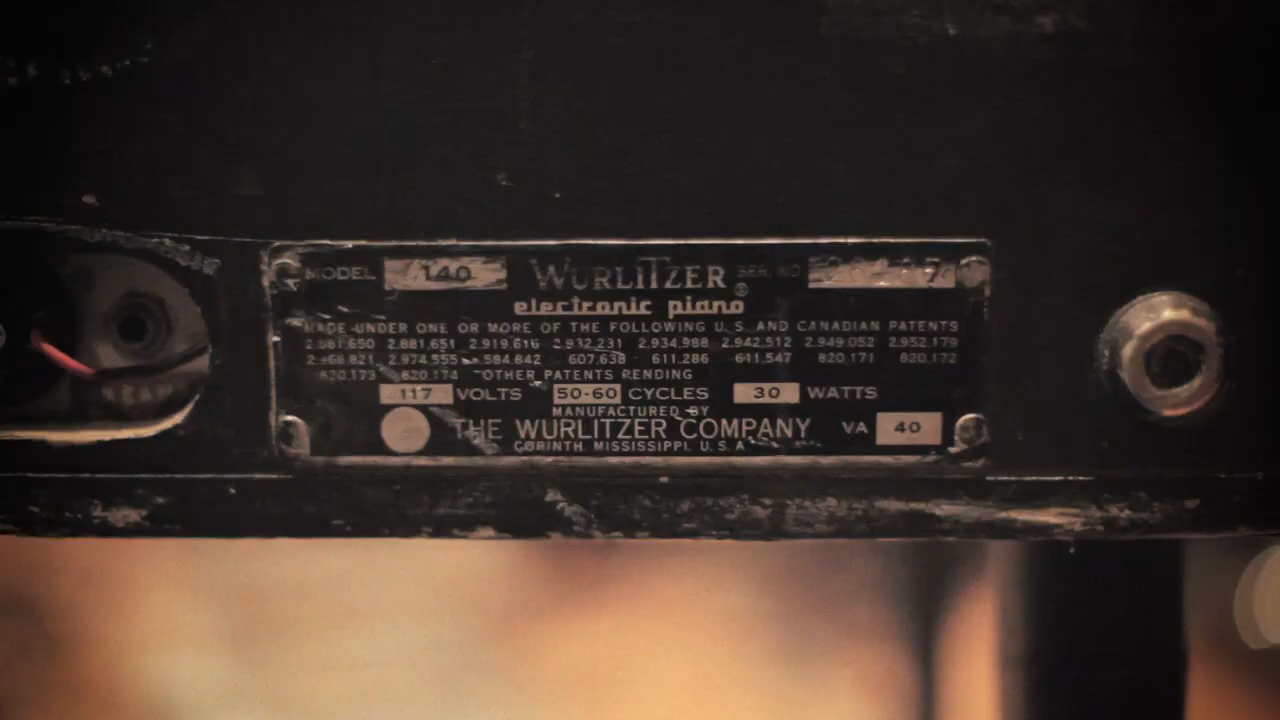 MODEL 140 WURLITZER ® SER. NO
electronic piano
MADE UNDER ONE OR MORE OF THE FOLLOWING U.S. AND CANADIAN PATENTS
2.881.650 2.881.651 2.919.616 2.932.231 2.934.988 2.942.512 2.949.052 2.952.179
2.974.555 584.842 607.638 611.286 611.547 820.171 820.172
820.173 820.174 OTHER PATENTS PENDING
117 VOLTS 50-60 CYCLES 30 WATTS
MANUFACTURED BY
THE WURLITZER COMPANY VA 40
CORINTH, MISSISSIPPI, U.S.A.